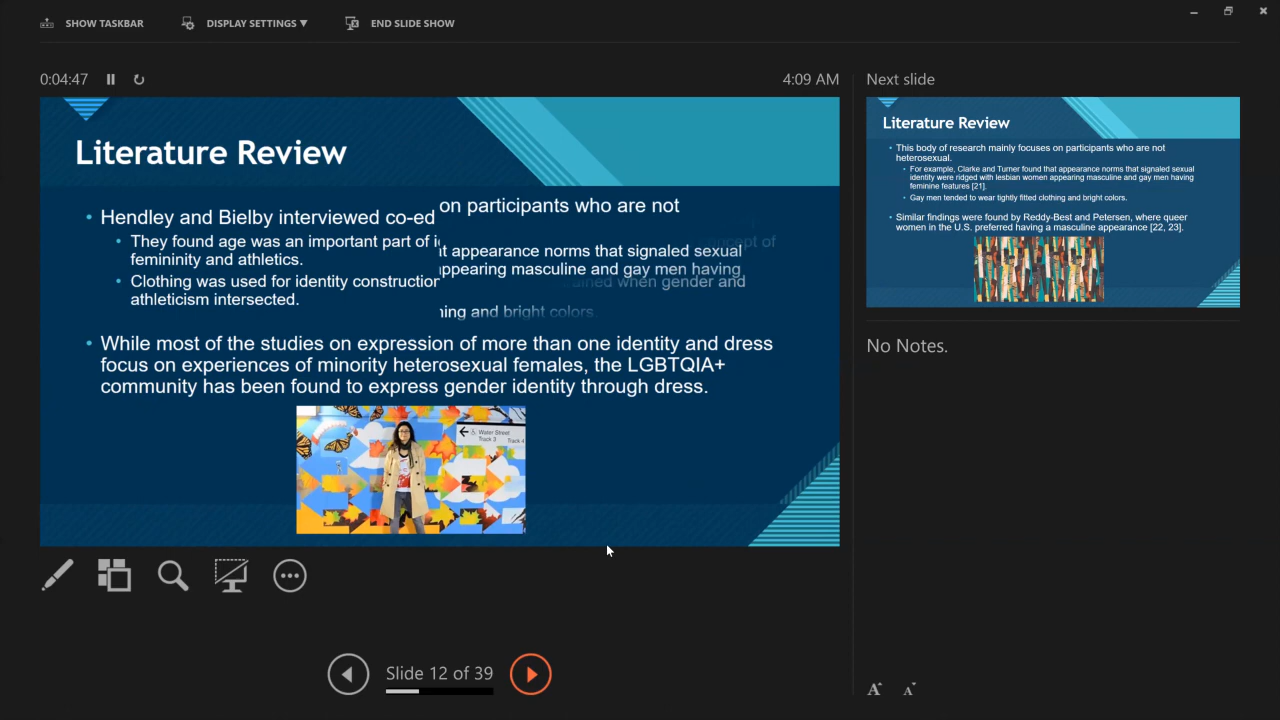 SHOW TASKBAR
DISPLAY SETTINGS ▼
END SLIDE SHOW
0:04:47
4:09 AM
Literature Review
• Hendley and Bielby interviewed co-ed
on participants who are not
• They found age was an important part of
femininity and athletics.
t appearance norms that signaled sexual
appearing masculine and gay men having
• Clothing was used for identity construction
when gender and
athleticism intersected.
and bright colors.
• While most of the studies on expression of more than one identity and dress
focus on experiences of minority heterosexual females, the LGBTQIA+
community has been found to express gender identity through dress.
Water Street
Track 3 Track 4
Slide 12 of 39
Next slide
Literature Review
• This body of research mainly focuses on participants who are not
heterosexual.
• For example, Clarke and Turner found that appearance norms that signaled sexual
identity were ridged with lesbian women appearing masculine and gay men having
feminine features [21].
• Gay men tended to wear tightly fitted clothing and bright colors.
• Similar findings were found by Reddy-Best and Petersen, where queer
women in the U.S. preferred having a masculine appearance [22, 23].
No Notes.
A A